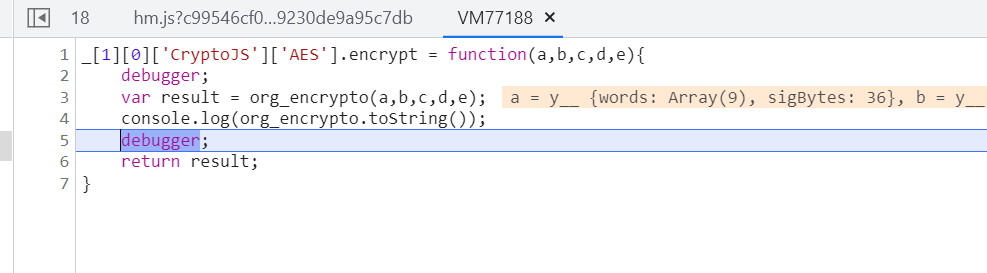 18 hm.js?c99546cf0...9230de9a95c7db VM77188 ×
1 _[1][0]['CryptoJS']['AES'].encrypt = function(a,b,c,d,e){
2 debugger;
3 var result = org_encrypto(a,b,c,d,e); a = y__ {words: Array(9), sigBytes: 36}, b = y__
4 console.log(org_encrypto.toString());
5 debugger;
6 return result;
7 }